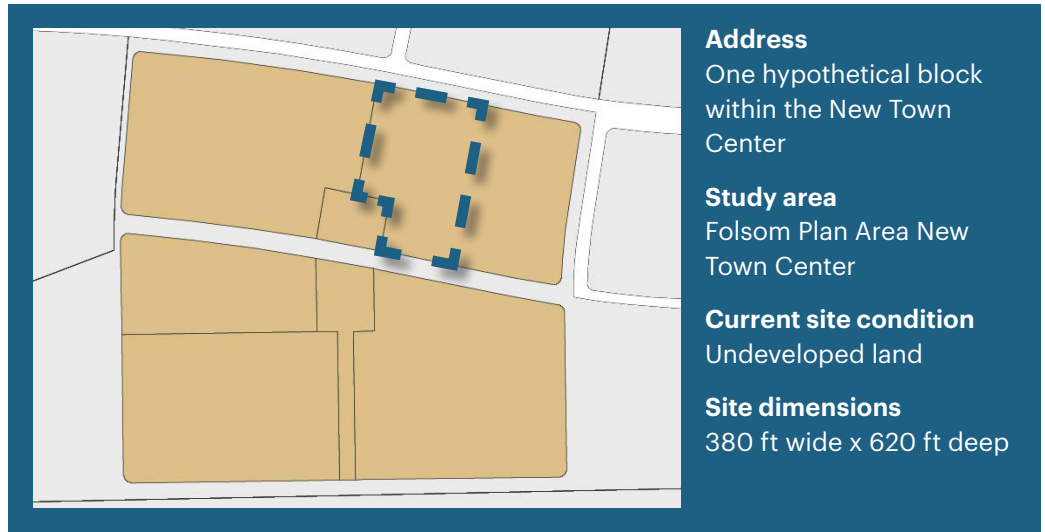 Address
One hypothetical block
within the New Town
Center
Study area
Folsom Plan Area New
Town Center
Current site condition
Undeveloped land
Site dimensions
380 ft wide x 620 ft deep